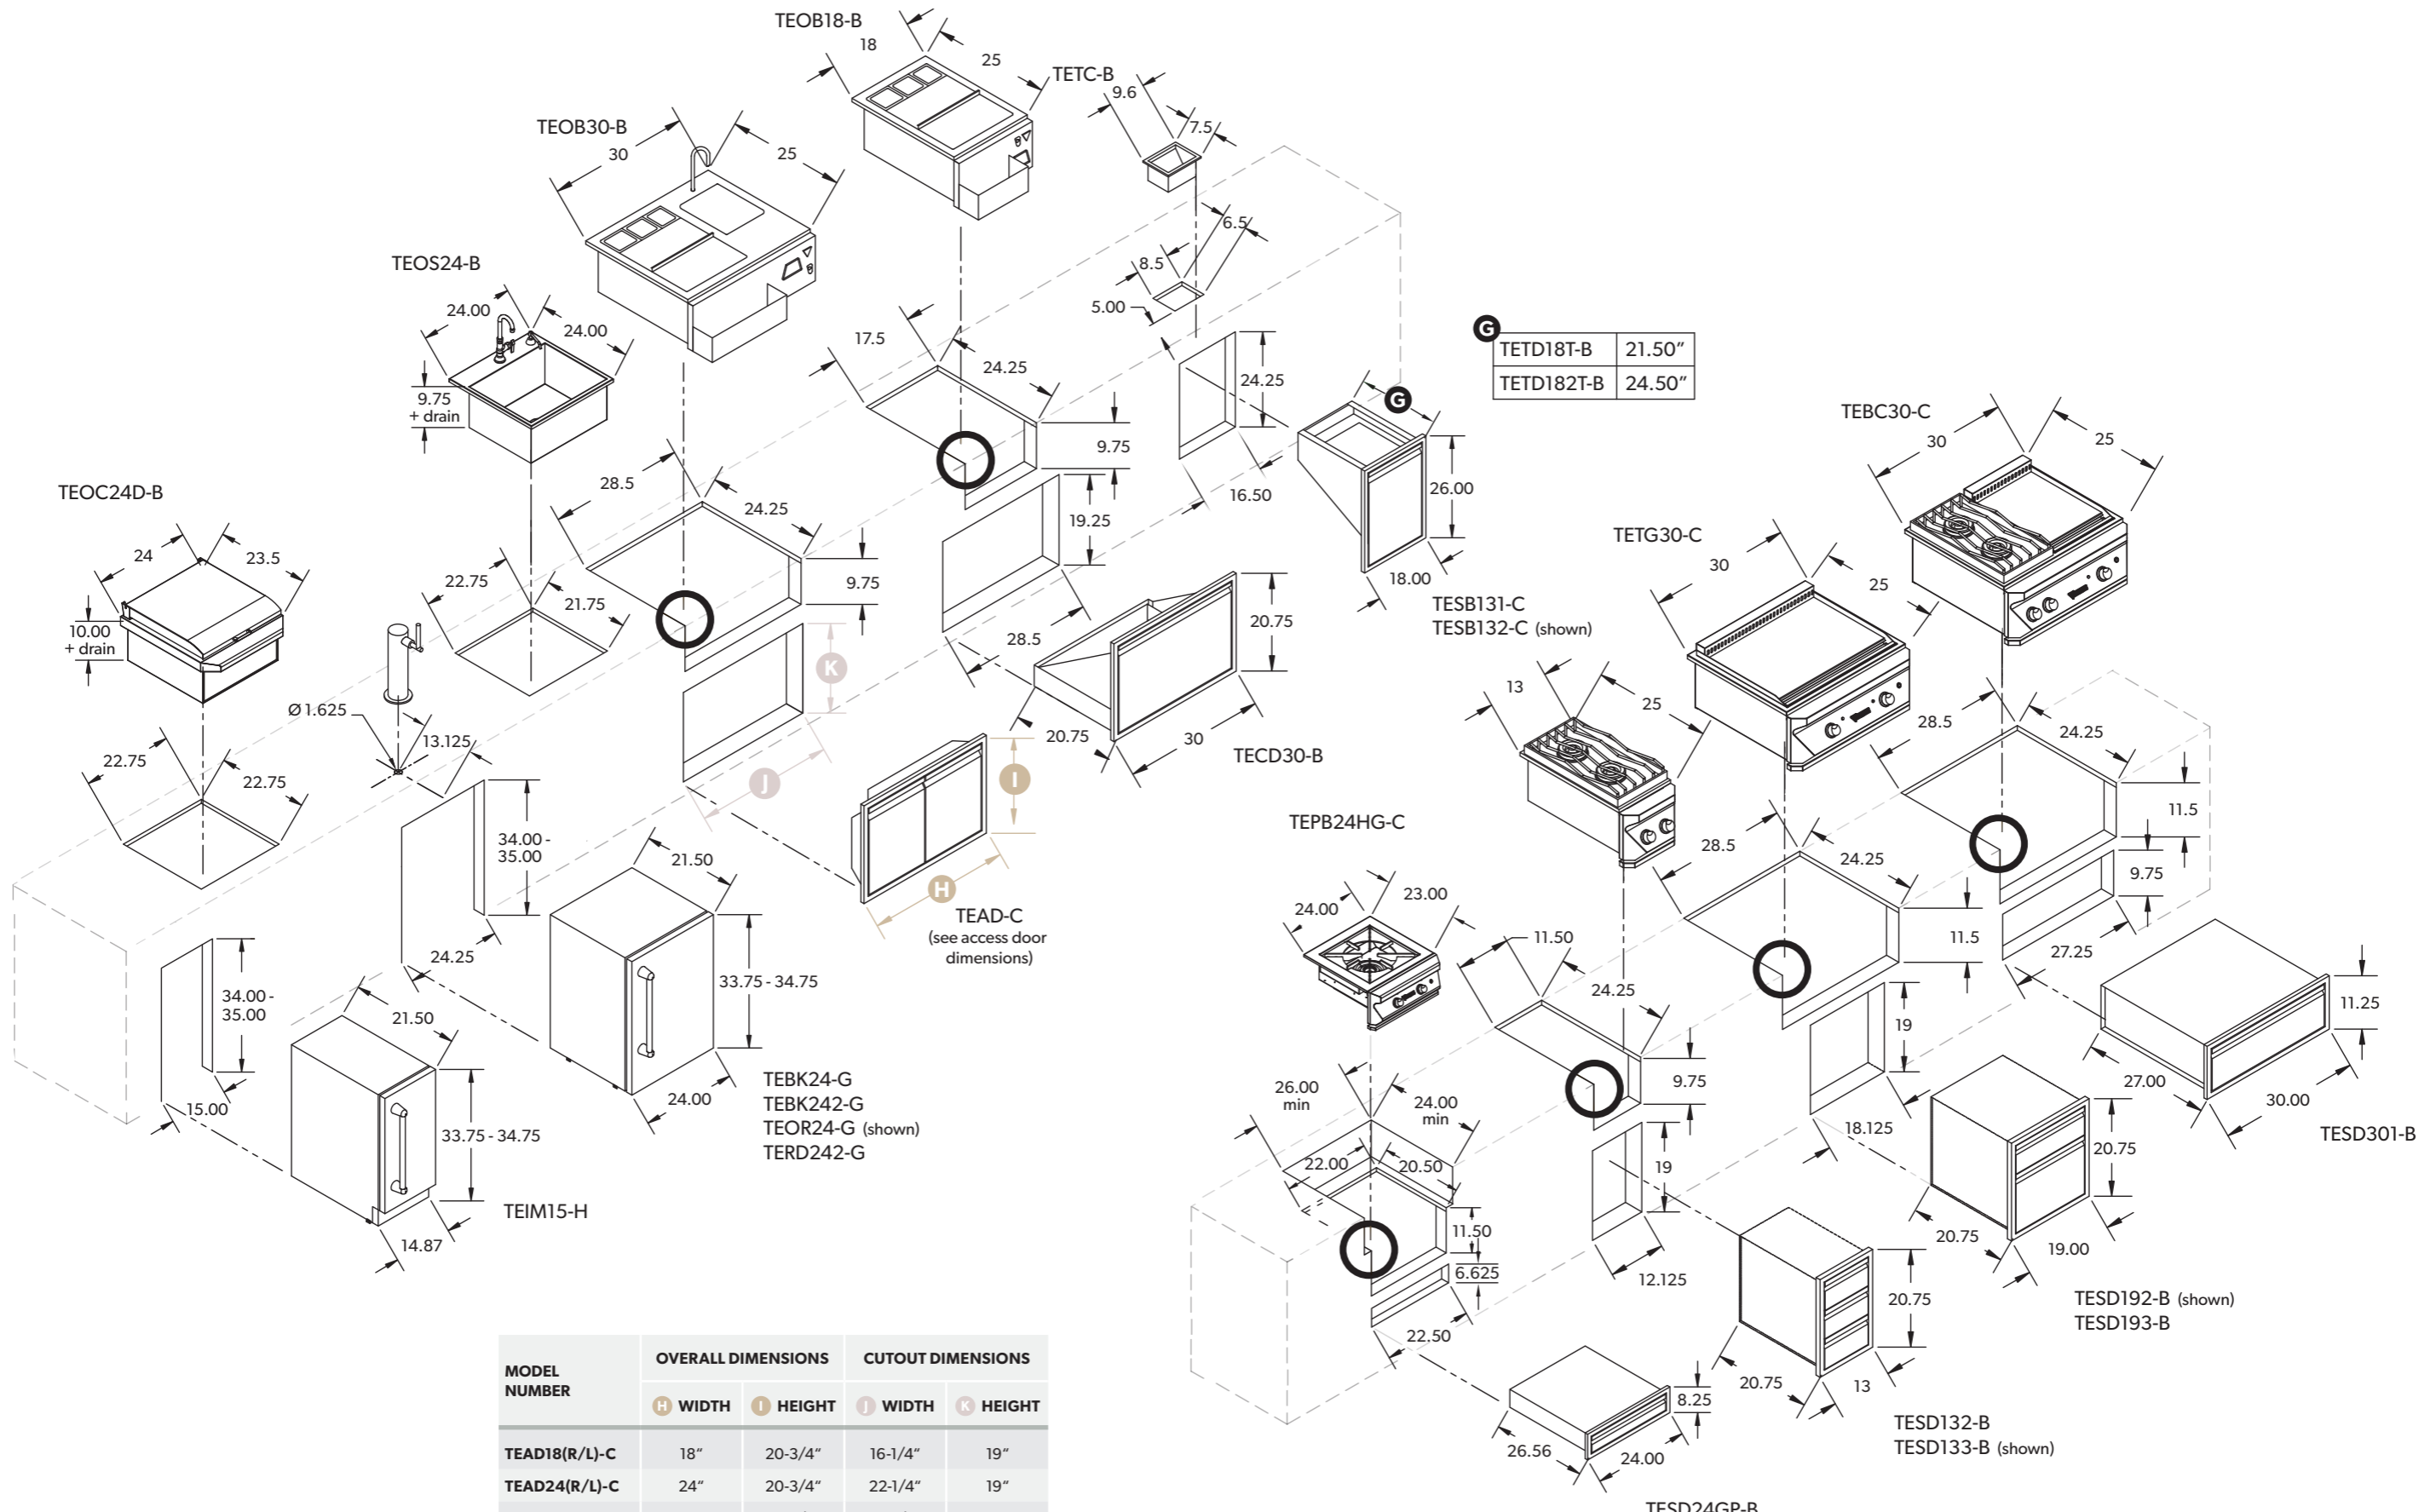 TEOB18-B
18
25
TETC-B
9.6
7.5
TEOB30-B
30
25
6.5
8.5
5.00
TEOS24-B
24.00
24.00
9.75
+ drain
17.5
24.25
9.75
24.25
16.50
G
G
TETD18T-B 21.50″
TETD182T-B 24.50″
26.00
18.00
TEBC30-C
30
25
TEOC24D-B
24
23.5
10.00
+ drain
28.5
24.25
9.75
19.25
28.5
22.75
21.75
20.75
20.75
30
TECD30-B
TESB131-C
TESB132-C (shown)
13
25
TETG30-C
30
25
28.5
24.25
11.5
9.75
27.25
Ø1.625
13.125
22.75
22.75
K
J
I
H
TEAD-C
(see access door
dimensions)
34.00 -
35.00
24.25
21.50
33.75 - 34.75
24.00
TEBK24-G
TEBK242-G
TEOR24-G (shown)
TERD242-G
34.00 -
35.00
15.00
21.50
33.75 - 34.75
14.87
TEIM15-H
TEPB24HG-C
24.00
23.00
11.50
24.25
9.75
28.5
24.25
11.5
19
18.125
11.25
27.00
30.00
TESD301-B
26.00
min
24.00
min
22.00
20.50
11.50
6.625
22.50
19
12.125
20.75
20.75
19.00
TESD192-B (shown)
TESD193-B
20.75
20.75
13
TESD132-B
TESD133-B (shown)
8.25
26.56
24.00
TESD24GP-B
MODEL NUMBER OVERALL DIMENSIONS CUTOUT DIMENSIONS
H WIDTH I HEIGHT J WIDTH K HEIGHT
TEAD18(R/L)-C 18“ 20-3/4“ 16-1/4“ 19“
TEAD24(R/L)-C 24“ 20-3/4“ 22-1/4“ 19“